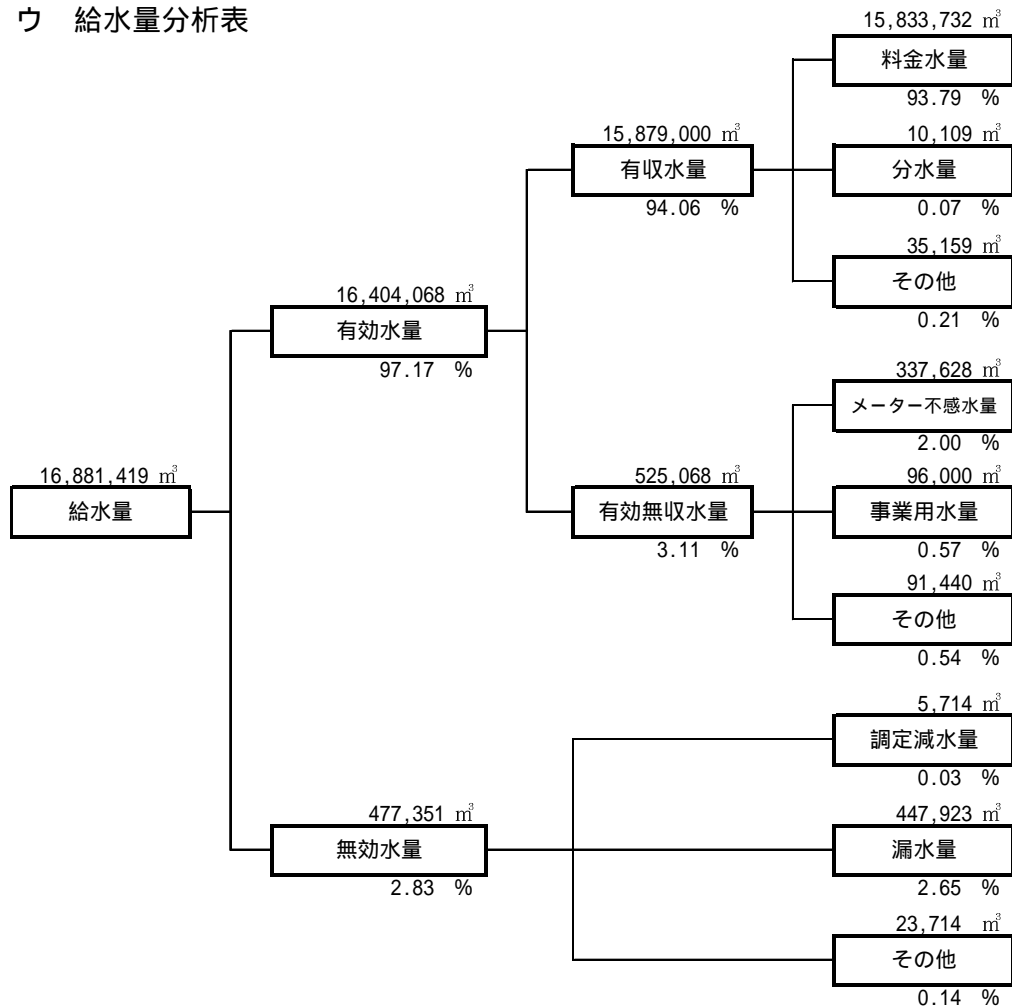 ウ 給水量分析表
15,833,732 ㎥
料金水量
93.79 %
15,879,000 ㎥
有収水量
94.06 %
10,109 ㎥
分水量
0.07 %
35,159 ㎥
その他
0.21 %
16,404,068 ㎥
有効水量
97.17 %
337,628 ㎥
メーター不感水量
2.00 %
16,881,419 ㎥
給水量
525,068 ㎥
有効無収水量
3.11 %
96,000 ㎥
事業用水量
0.57 %
91,440 ㎥
その他
0.54 %
5,714 ㎥
調定減水量
0.03 %
477,351 ㎥
無効水量
2.83 %
447,923 ㎥
漏水量
2.65 %
23,714 ㎥
その他
0.14 %